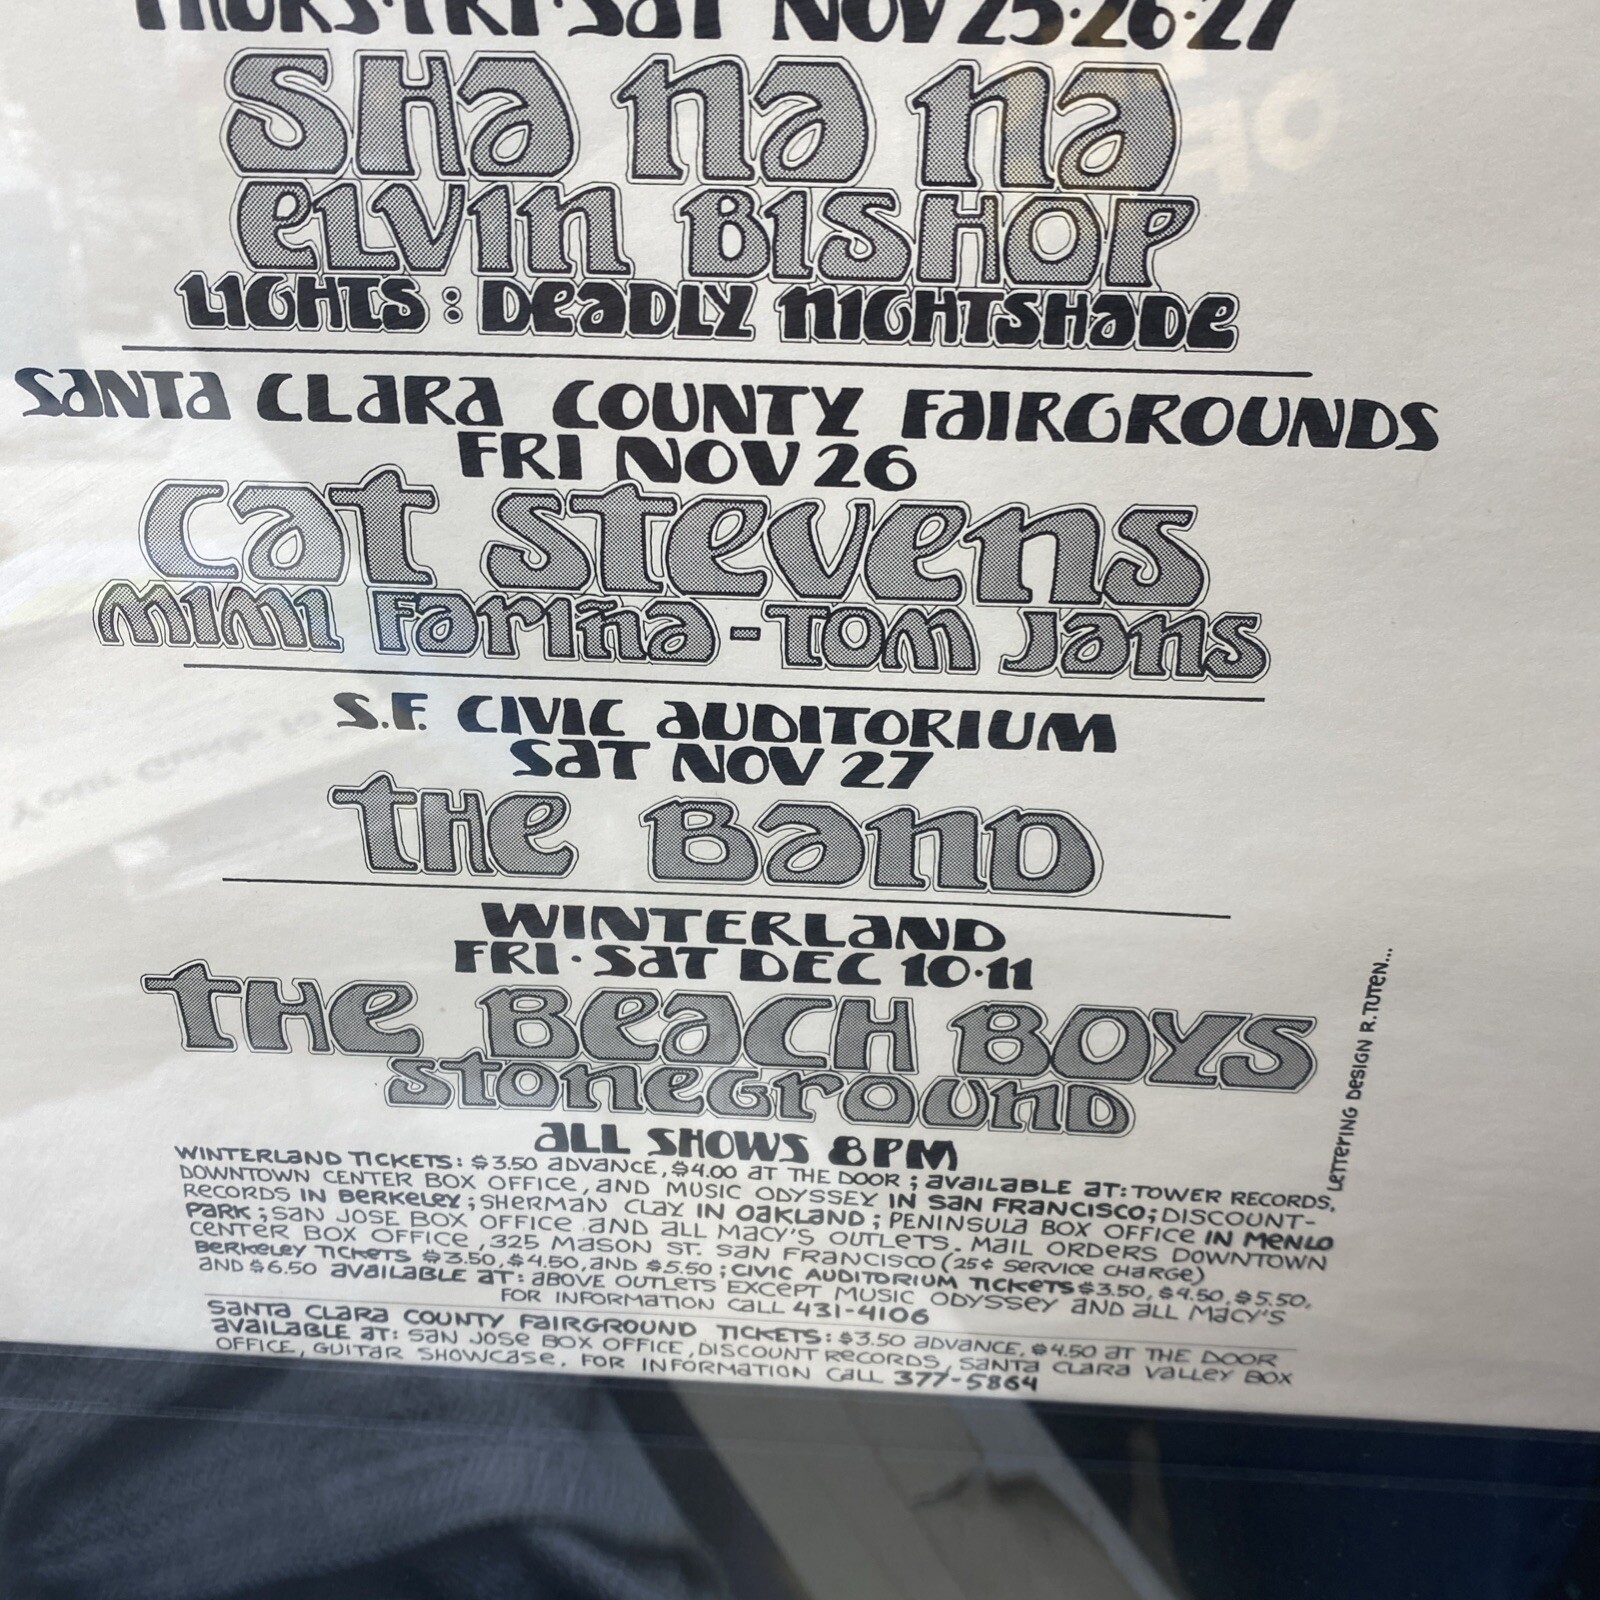 THURS·FRI·SAT NOV 25·26·27
SHA NA NA
ELVIN BISHOP
LIGHTS : DEADLY NIGHTSHADE
SANTA CLARA COUNTY FAIRGROUNDS
FRI NOV 26
CAT STEVENS
MIMI FARIÑA - TOM JANS
S.F. CIVIC AUDITORIUM
SAT NOV 27
THE BAND
WINTERLAND
FRI · SAT DEC 10·11
THE BEACH BOYS
STONEGROUND
ALL SHOWS 8PM
WINTERLAND TICKETS: $3.50 ADVANCE, $4.00 AT THE DOOR ; AVAILABLE AT: TOWER RECORDS,
DOWNTOWN CENTER BOX OFFICE, AND MUSIC ODYSSEY IN SAN FRANCISCO; DISCOUNT-
RECORDS IN BERKELEY ; SHERMAN CLAY IN OAKLAND ; PENINSULA BOX OFFICE IN MENLO
PARK ; SAN JOSE BOX OFFICE AND ALL MACY'S OUTLETS. MAIL ORDERS DOWNTOWN
CENTER BOX OFFICE, 325 MASON ST. SAN FRANCISCO (25¢ SERVICE CHARGE)
BERKELEY TICKETS $3.50, $4.50, AND $5.50 ; CIVIC AUDITORIUM TICKETS $3.50, $4.50, $5.50,
AND $6.50 AVAILABLE AT: ABOVE OUTLETS EXCEPT MUSIC ODYSSEY AND ALL MACY'S
FOR INFORMATION CALL 431-4106
SANTA CLARA COUNTY FAIRGROUND TICKETS: $3.50 ADVANCE, $4.50 AT THE DOOR
AVAILABLE AT: SAN JOSE BOX OFFICE, DISCOUNT RECORDS, SANTA CLARA VALLEY BOX
OFFICE, GUITAR SHOWCASE. FOR INFORMATION CALL 377-5864
LETTERING DESIGN R. TUTEN...